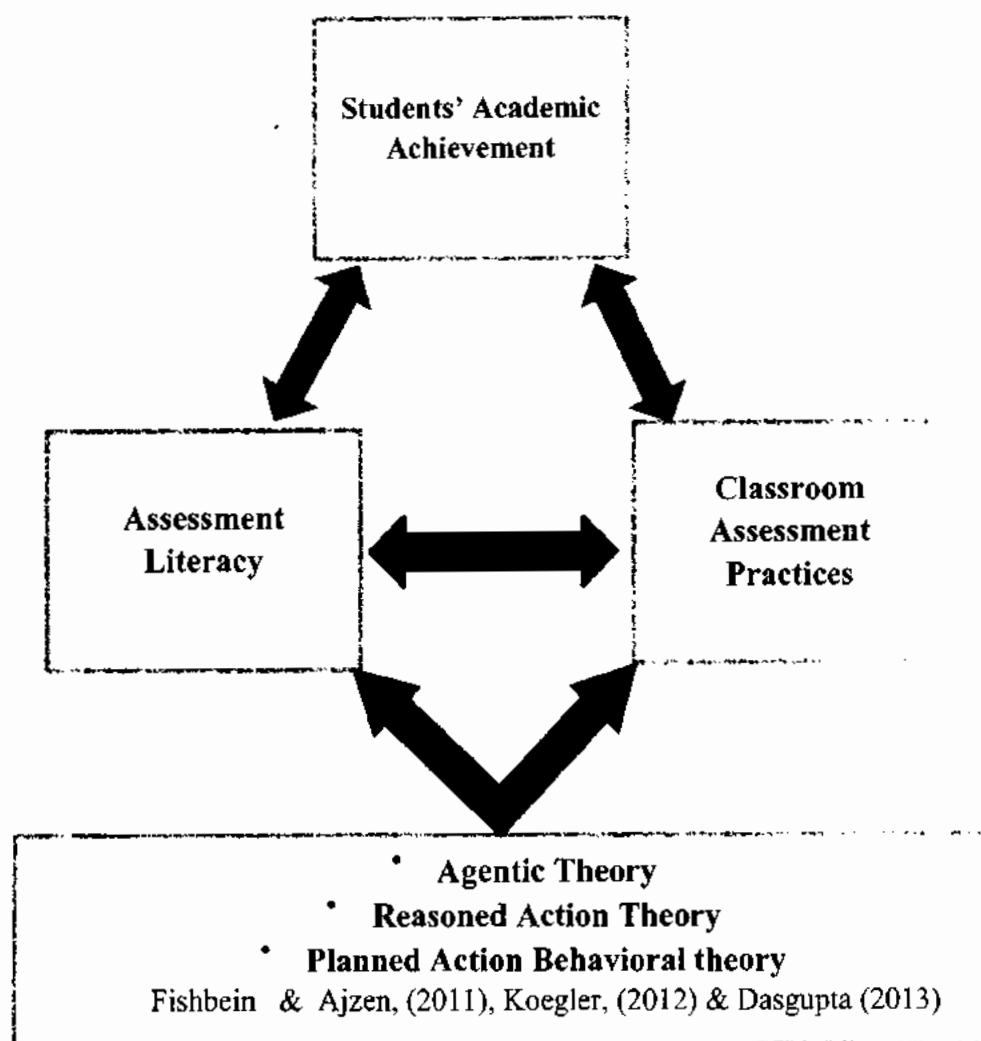 Students' Academic
Achievement
Assessment
Literacy
Classroom
Assessment
Practices
• Agentic Theory
• Reasoned Action Theory
• Planned Action Behavioral theory
Fishbein & Ajzen, (2011), Koegler, (2012) & Dasgupta (2013)